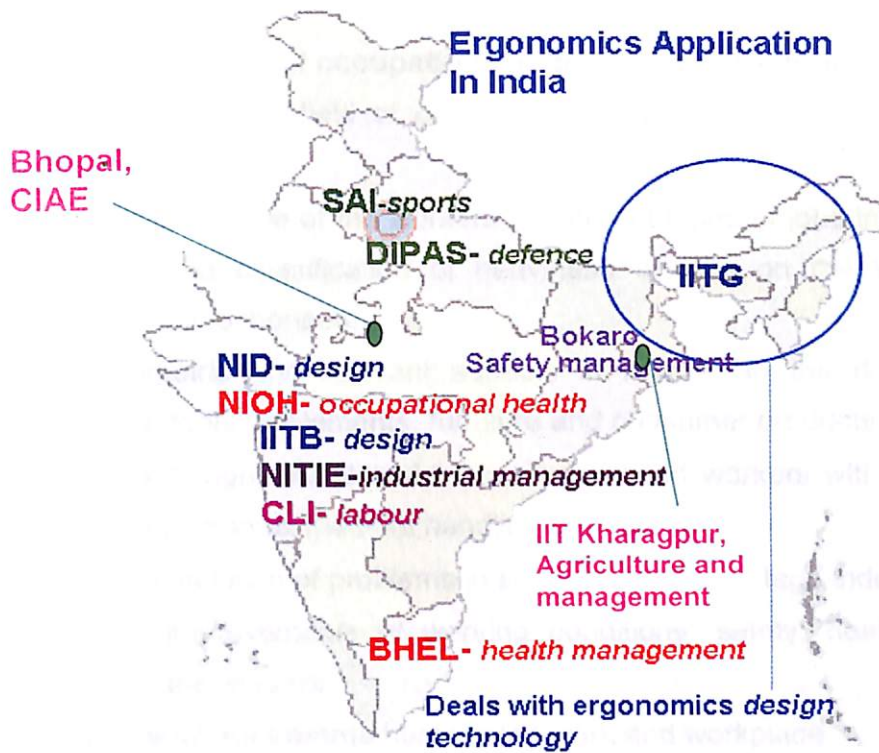 Ergonomics Application
In India
Bhopal,
CIAE
SAI-sports
DIPAS- defence
IITG
Bokaro
Safety management
NID- design
NIOH- occupational health
IITB- design
NITIE-industrial management
CLI- labour
IIT Kharagpur,
Agriculture and
management
BHEL- health management
Deals with ergonomics design
technology